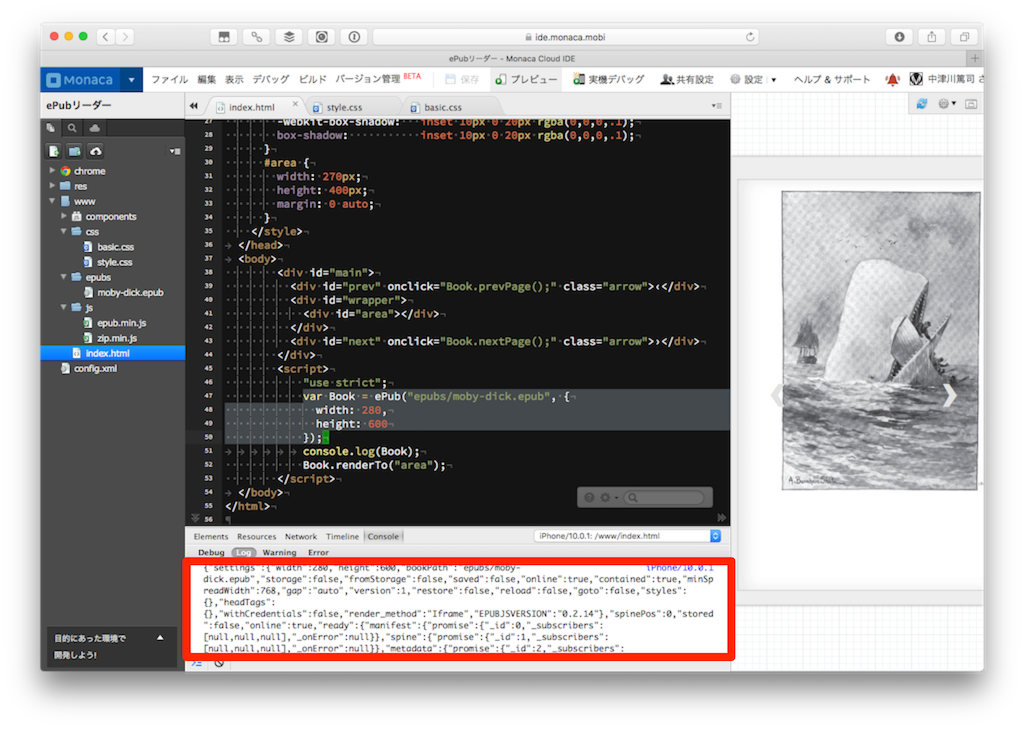 ide.monaca.mobi
ePubリーダー - Monaca Cloud IDE
Monaca
ファイル 編集 表示 デバッグ ビルド バージョン管理 BETA 保存 プレビュー 実機デバッグ 共有設定 設定 ヘルプ & サポート 中津川篤司 さ
ePubリーダー
index.html × style.css basic.css
chrome
res
www
components
css
basic.css
style.css
epubs
moby-dick.epub
js
epub.min.js
zip.min.js
index.html
config.xml
目的にあった環境で
開発しよう!
27 -webkit-box-shadow: inset 10px 0 20px rgba(0,0,0,.1);
28 box-shadow: inset 10px 0 20px rgba(0,0,0,.1);
29 }
30 #area {
31 width: 270px;
32 height: 400px;
33 margin: 0 auto;
34 }
35 </style>
36 </head>
37 <body>
38 <div id="main">
39 <div id="prev" onclick="Book.prevPage();" class="arrow">‹</div>
40 <div id="wrapper">
41 <div id="area"></div>
42 </div>
43 <div id="next" onclick="Book.nextPage();" class="arrow">›</div>
44 </div>
45 <script>
46 "use strict";
47 var Book = ePub("epubs/moby-dick.epub", {
48 width: 280,
49 height: 600
50 });
51 console.log(Book);
52 Book.renderTo("area");
53 </script>
54 </body>
55 </html>
56
Elements Resources Network Timeline Console iPhone/10.0.1: /www/index.html
Debug Log Warning Error
{"settings":{"width":280,"height":600,"bookPath":"epubs/moby- iPhone/10.0.1
dick.epub","storage":false,"fromStorage":false,"saved":false,"online":true,"contained":true,"minSp
readWidth":768,"gap":"auto","version":1,"restore":false,"reload":false,"goto":false,"styles":
{},"headTags":
{},"withCredentials":false,"render_method":"Iframe","EPUBJSVERSION":"0.2.14"},"spinePos":0,"stored
":false,"online":true,"ready":{"manifest":{"promise":{"_id":0,"_subscribers":
[null,null,null],"_onError":null}},"spine":{"promise":{"_id":1,"_subscribers":
[null,null,null],"_onError":null}},"metadata":{"promise":{"_id":2,"_subscribers":